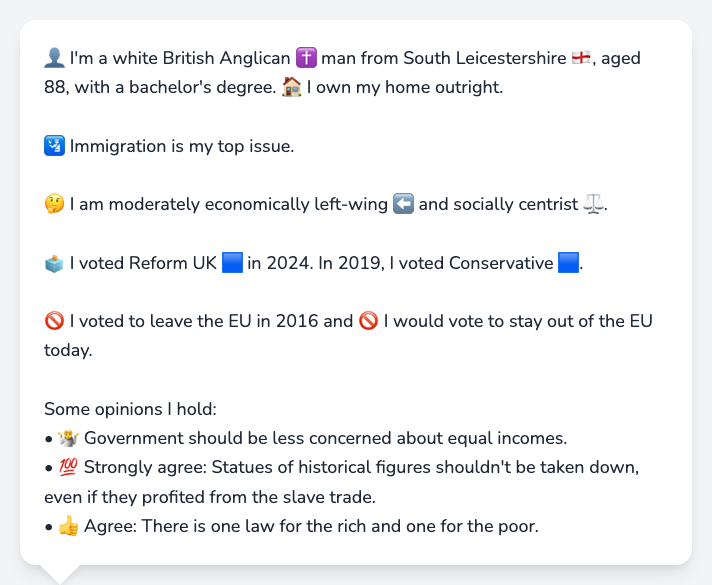 👤 I'm a white British Anglican ✝️ man from South Leicestershire 🏴󠁧󠁢󠁥󠁮󠁧󠁿, aged
88, with a bachelor's degree. 🏠 I own my home outright.
🛂 Immigration is my top issue.
🤔 I am moderately economically left-wing ⬅️ and socially centrist ⚖️.
🗳️ I voted Reform UK 🟦 in 2024. In 2019, I voted Conservative 🟦.
🚫 I voted to leave the EU in 2016 and 🚫 I would vote to stay out of the EU
today.
Some opinions I hold:
• 🤷 Government should be less concerned about equal incomes.
• 💯 Strongly agree: Statues of historical figures shouldn't be taken down,
even if they profited from the slave trade.
• 👍 Agree: There is one law for the rich and one for the poor.